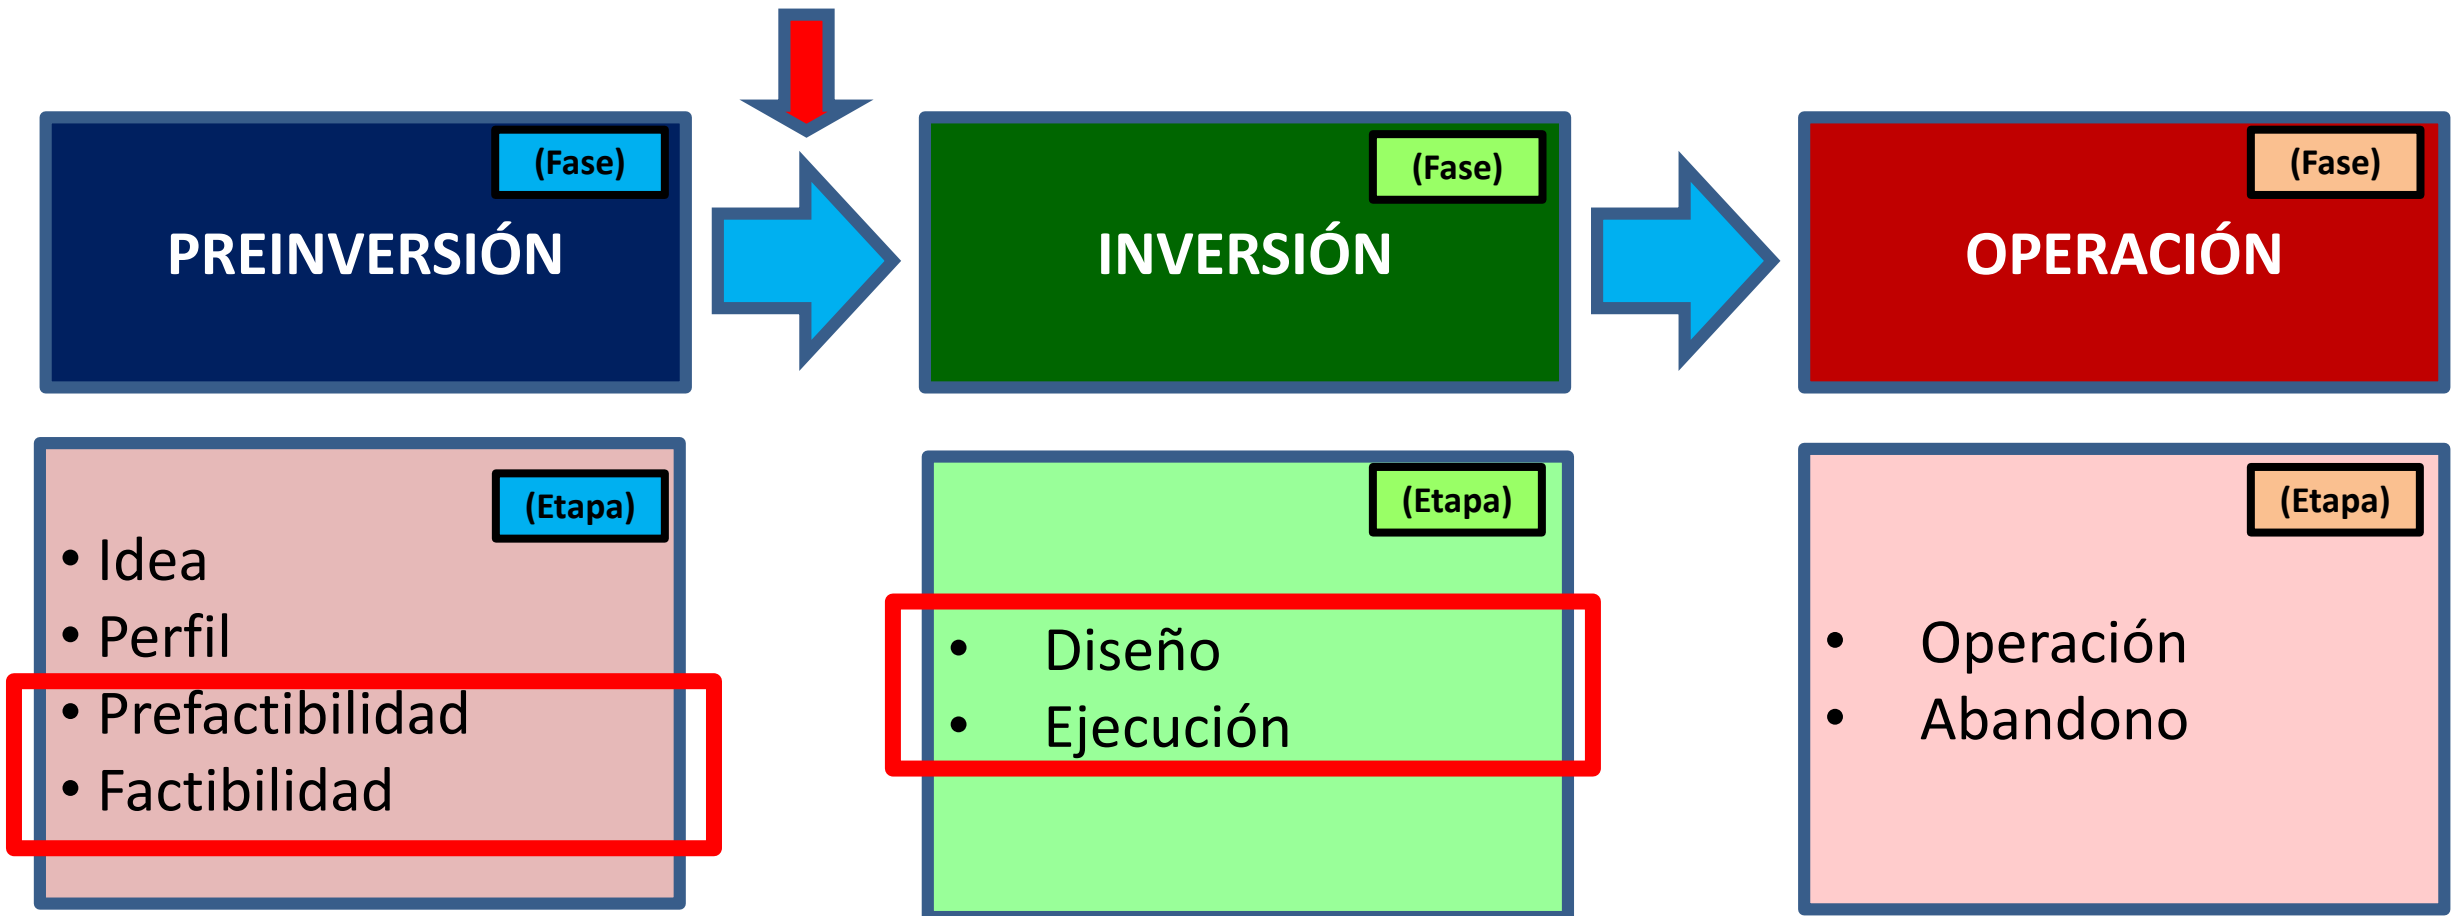 (Fase)
PREINVERSIÓN
(Fase)
INVERSIÓN
(Fase)
OPERACIÓN
(Etapa)
• Idea
• Perfil
• Prefactibilidad
• Factibilidad
(Etapa)
• Diseño
• Ejecución
(Etapa)
• Operación
• Abandono